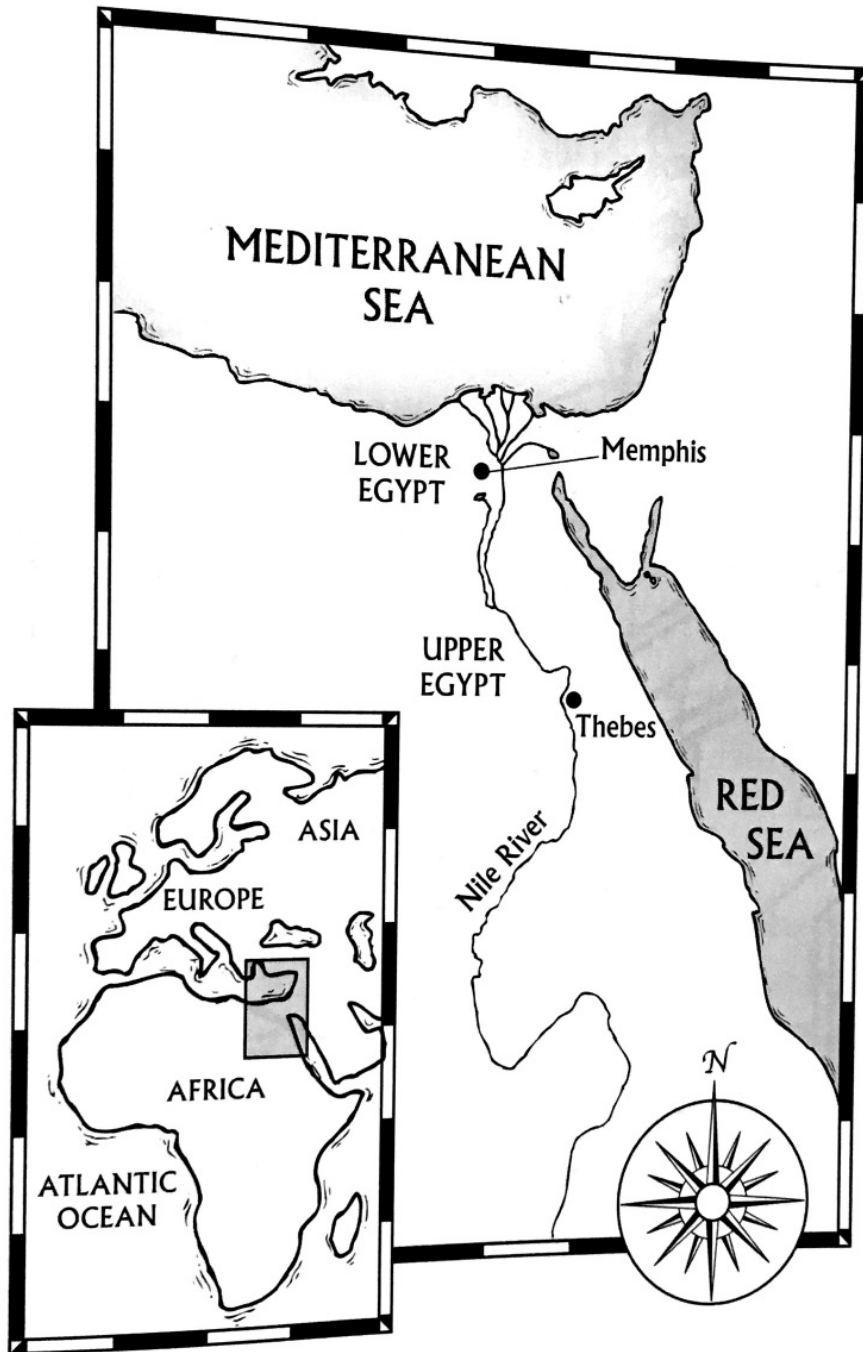 MEDITERRANEAN
SEA
LOWER
EGYPT
Memphis
UPPER
EGYPT
Thebes
Nile River
RED
SEA
N
ASIA
EUROPE
AFRICA
ATLANTIC
OCEAN